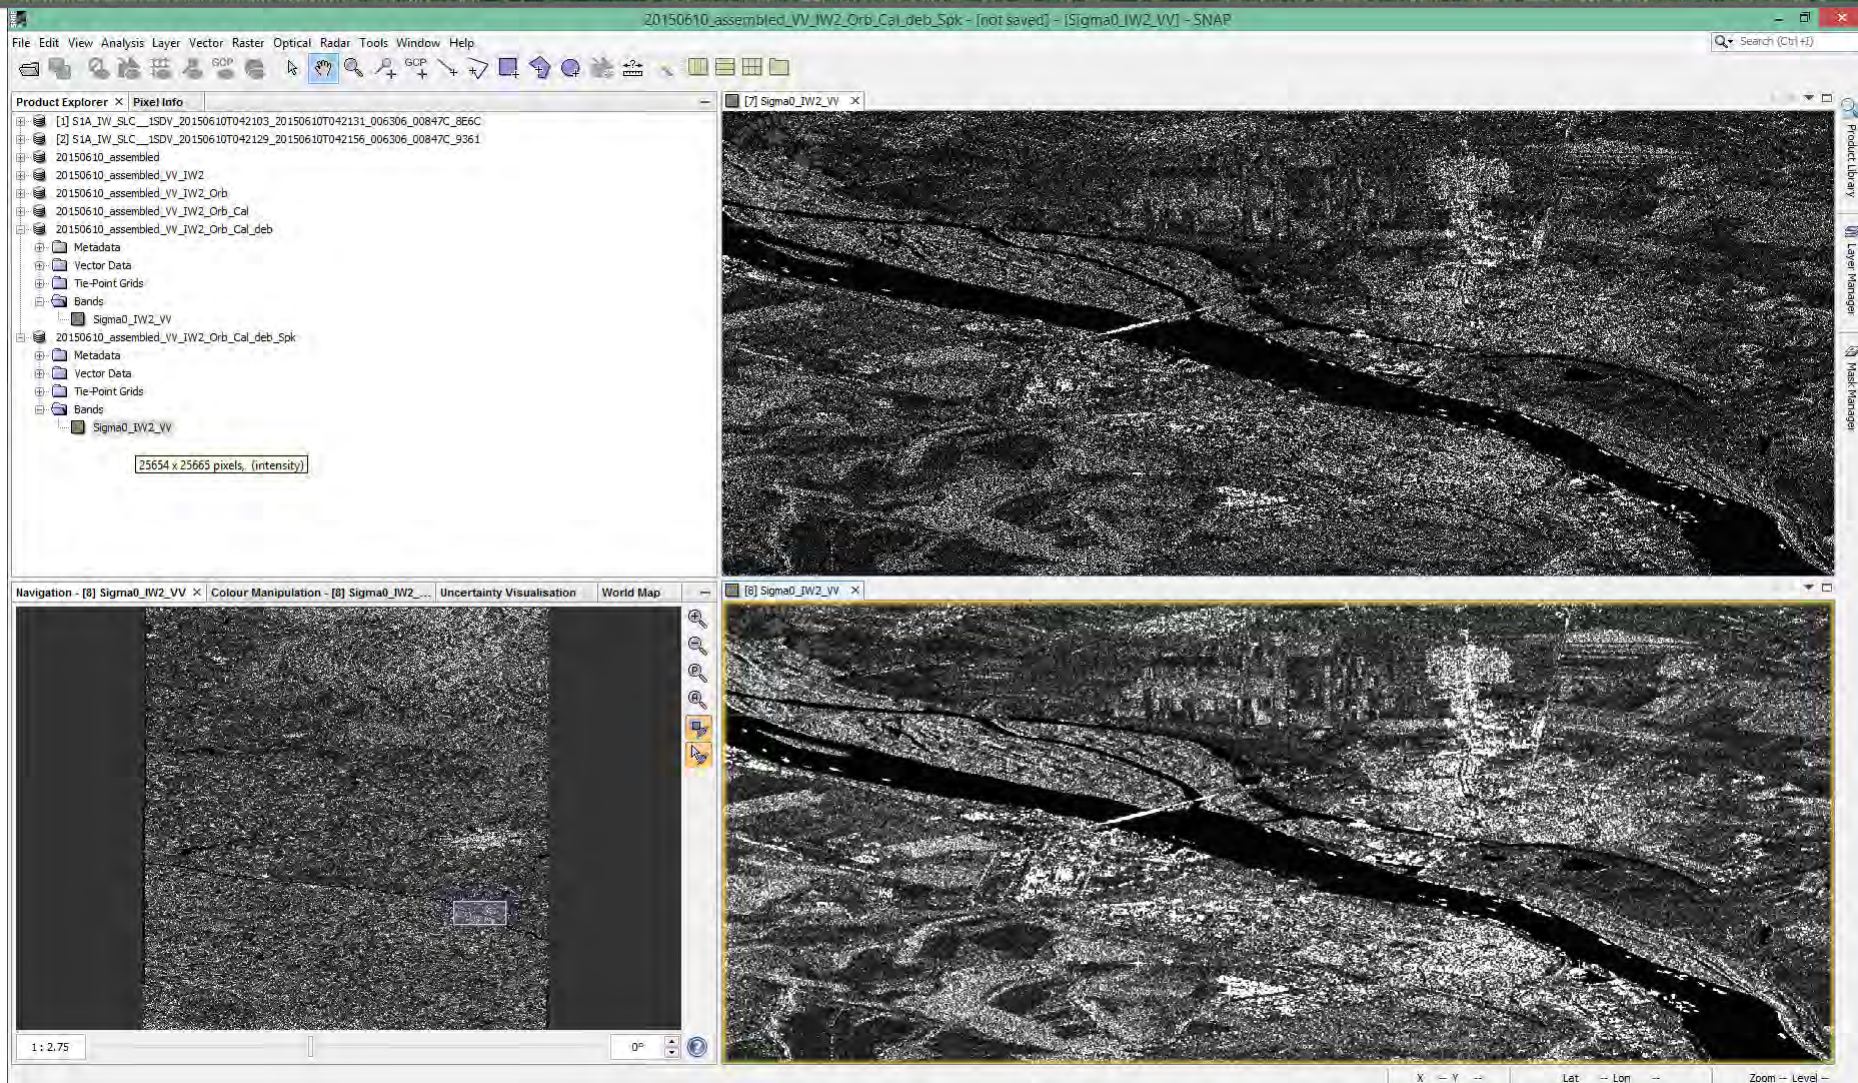 20150610_assembled_VV_IW2_Orb_Cal_deb_Spk - [not saved] - [Sigma0_IW2_VV] - SNAP
File Edit View Analysis Layer Vector Raster Optical Radar Tools Window Help
Search (Ctrl+I)
GCP GCP
Product Explorer Pixel Info
[1] S1A_IW_SLC__1SDV_20150610T042103_20150610T042131_006306_00847C_8E6C
[2] S1A_IW_SLC__1SDV_20150610T042129_20150610T042156_006306_00847C_9361
20150610_assembled
20150610_assembled_VV_IW2
20150610_assembled_VV_IW2_Orb
20150610_assembled_VV_IW2_Orb_Cal
20150610_assembled_VV_IW2_Orb_Cal_deb
Metadata
Vector Data
Tie-Point Grids
Bands
Sigma0_IW2_VV
20150610_assembled_VV_IW2_Orb_Cal_deb_Spk
Metadata
Vector Data
Tie-Point Grids
Bands
Sigma0_IW2_VV
25654 x 25665 pixels, (intensity)
[7] Sigma0_IW2_VV
Product Library
Layer Manager
Mask Manager
Navigation - [8] Sigma0_IW2_VV Colour Manipulation - [8] Sigma0_IW2_... Uncertainty Visualisation World Map
[8] Sigma0_IW2_VV
1 : 2.75
0°
X -- Y -- Lat -- Lon -- Zoom -- Level --